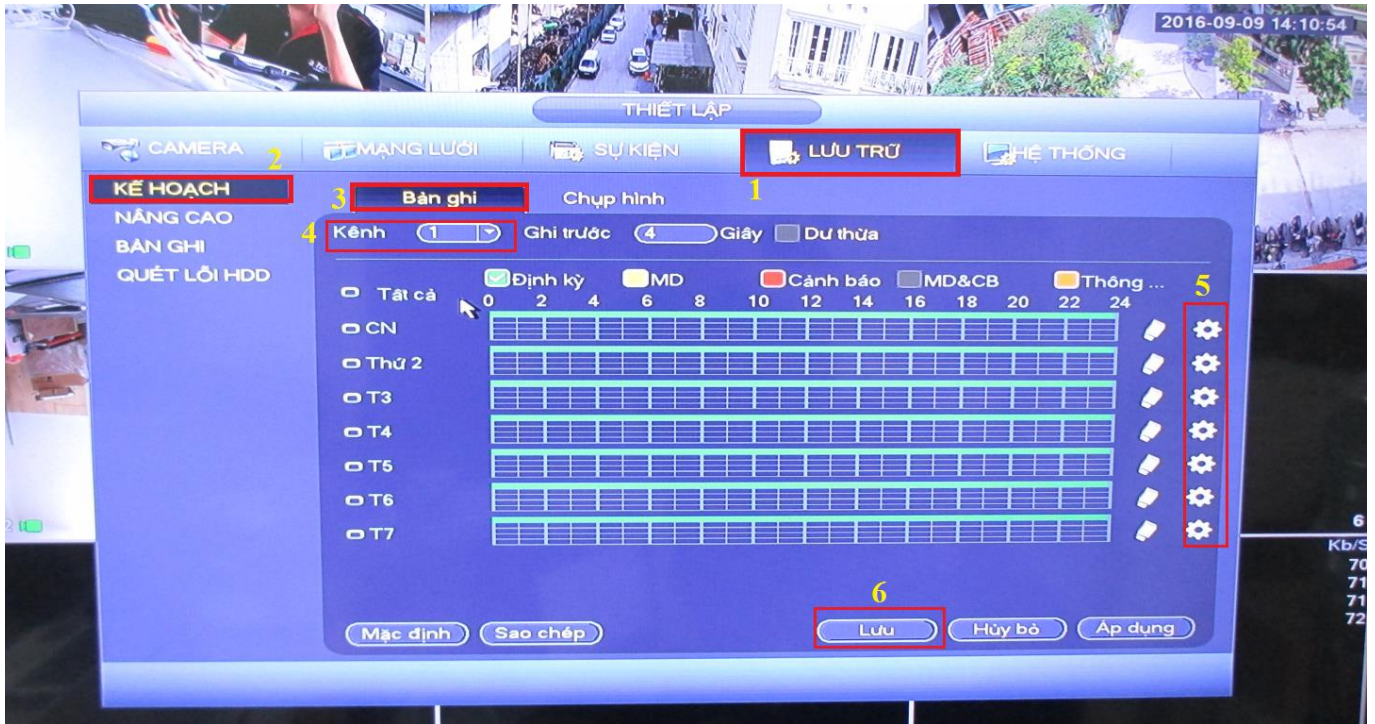 2016-09-09 14:10:54
THIẾT LẬP
CAMERA MẠNG LƯỚI SỰ KIỆN LƯU TRỮ HỆ THỐNG
2
1
KẾ HOẠCH
NÂNG CAO
BẢN GHI
QUÉT LỖI HDD
3 Bản ghi Chụp hình
4 Kênh 1 Ghi trước 4 Giây Dư thừa
Định kỳ MD Cảnh báo MD&CB Thông ...
5
Tất cả 0 2 4 6 8 10 12 14 16 18 20 22 24
CN
Thứ 2
T3
T4
T5
T6
T7
6
Mặc định Sao chép Lưu Hủy bỏ Áp dụng
2
6
Kb/S
70
71
71
72